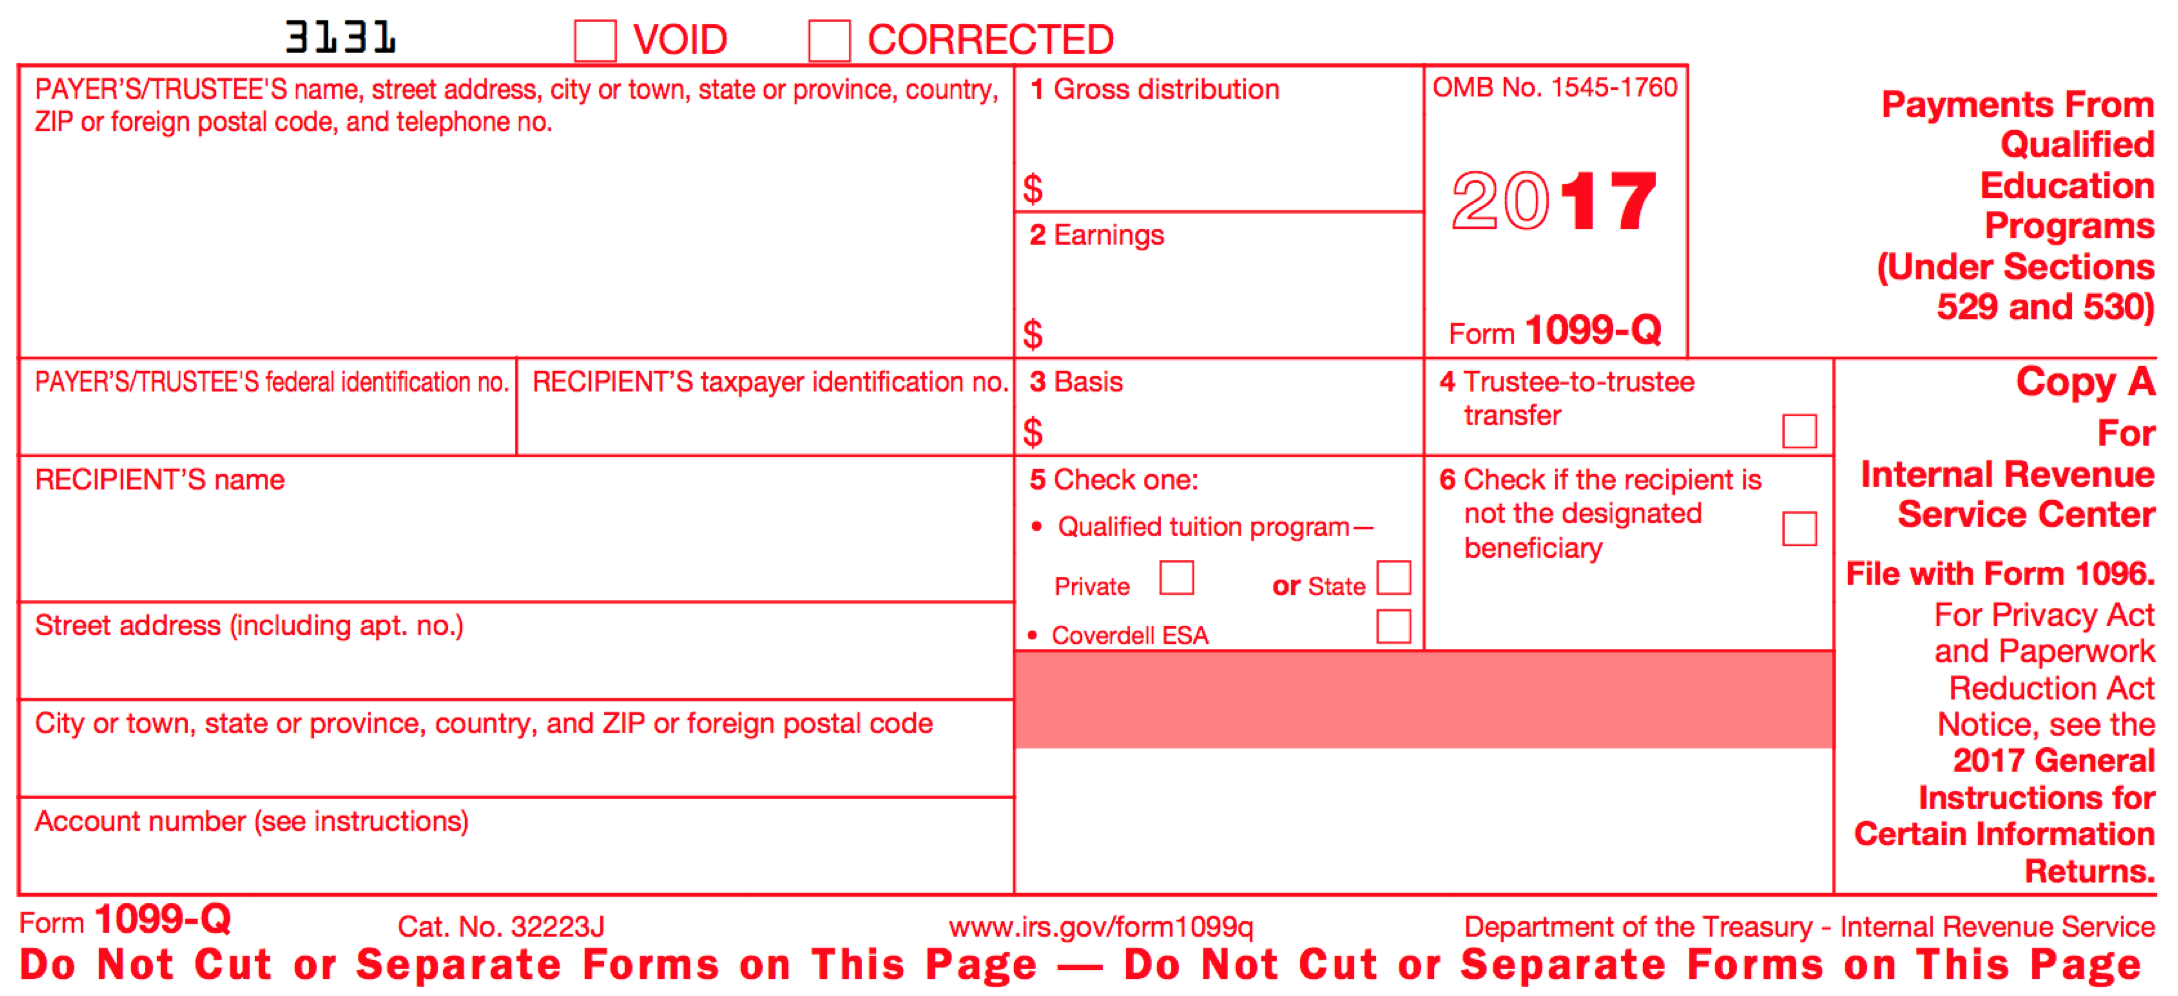 3131
VOID
CORRECTED
PAYER'S/TRUSTEE'S name, street address, city or town, state or province, country,
ZIP or foreign postal code, and telephone no.
1 Gross distribution
$
2 Earnings
$
OMB No. 1545-1760
2017
Form 1099-Q
Payments From
Qualified
Education
Programs
(Under Sections
529 and 530)
PAYER'S/TRUSTEE'S federal identification no.
RECIPIENT'S taxpayer identification no.
3 Basis
$
4 Trustee-to-trustee
transfer
Copy A
For
Internal Revenue
Service Center
File with Form 1096.
For Privacy Act
and Paperwork
Reduction Act
Notice, see the
2017 General
Instructions for
Certain Information
Returns.
RECIPIENT'S name
5 Check one:
• Qualified tuition program—
Private
or State
• Coverdell ESA
6 Check if the recipient is
not the designated
beneficiary
Street address (including apt. no.)
City or town, state or province, country, and ZIP or foreign postal code
Account number (see instructions)
Form 1099-Q
Cat. No. 32223J
www.irs.gov/form1099q
Department of the Treasury - Internal Revenue Service
Do Not Cut or Separate Forms on This Page — Do Not Cut or Separate Forms on This Page